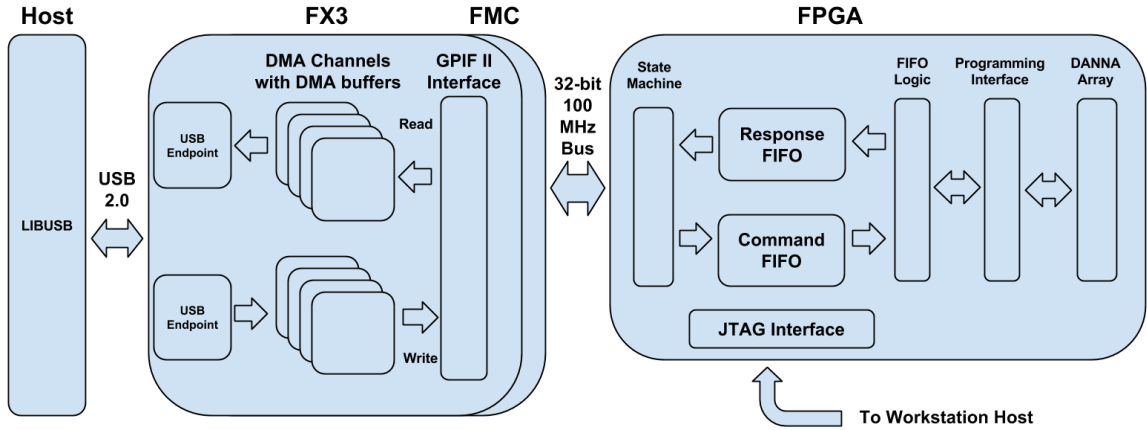 Host
FX3
FMC
FPGA
LIBUSB
USB
2.0
DMA Channels
with DMA buffers
GPIF II
Interface
USB
Endpoint
Read
USB
Endpoint
Write
32-bit
100
MHz
Bus
State
Machine
FIFO
Logic
Programming
Interface
DANNA
Array
Response
FIFO
Command
FIFO
JTAG Interface
To Workstation Host